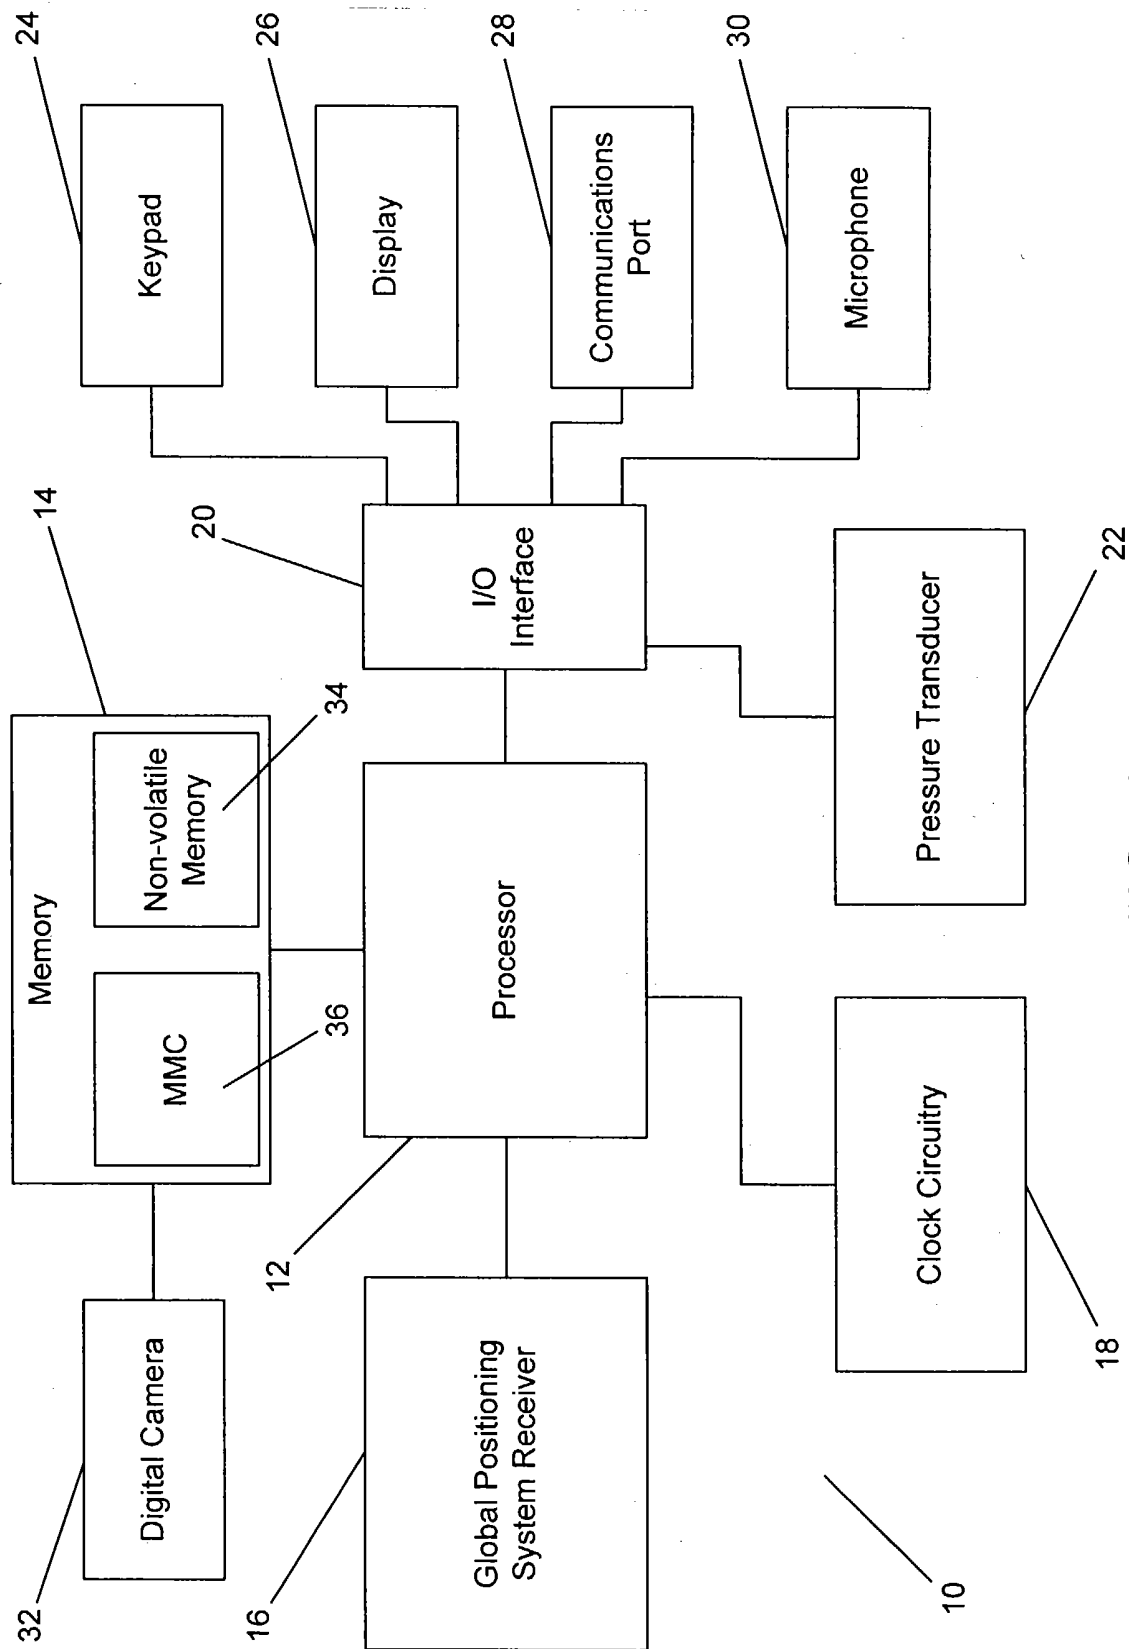 32
Digital Camera
14
Memory
MMC
36
Non-volatile
Memory
34
24
Keypad
26
Display
28
Communications
Port
30
Microphone
20
I/O
Interface
12
Processor
16
Global Positioning
System Receiver
18
Clock Circuitry
22
Pressure Transducer
10